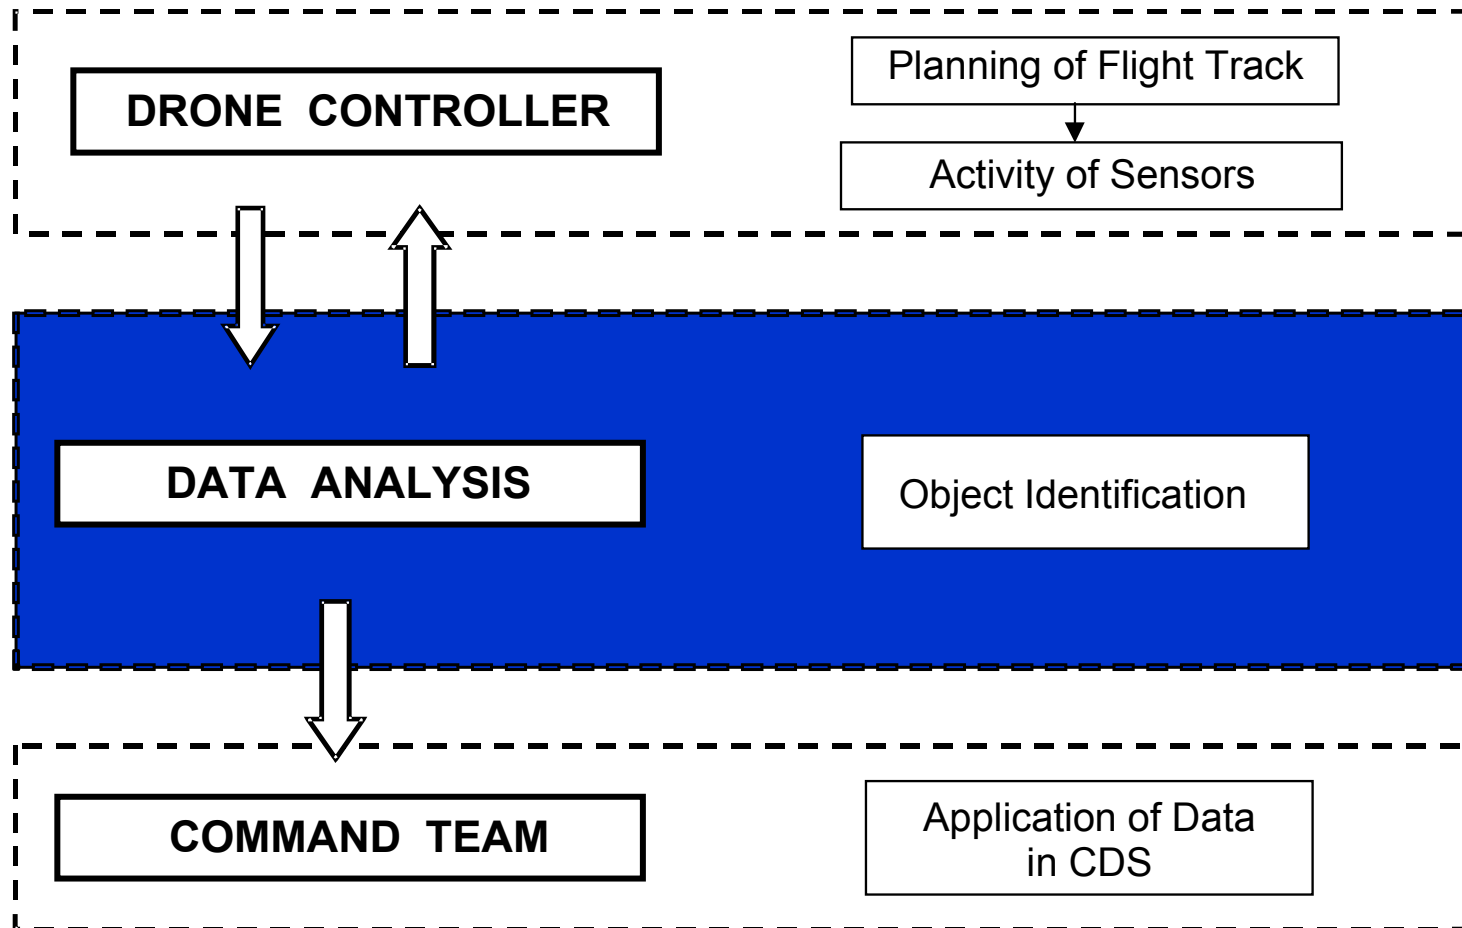 DRONE CONTROLLER
Planning of Flight Track
Activity of Sensors
DATA ANALYSIS
Object Identification
COMMAND TEAM
Application of Data
in CDS